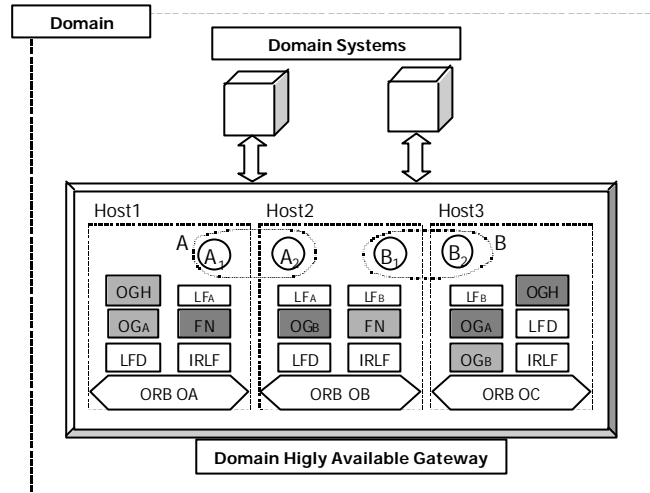 Domain
Domain Systems
Host1 Host2 Host3
A A1 A2 B1 B2 B
OGH LFA LFA LFB LFB OGH
OGA FN OGB FN OGA LFD
LFD IRLF LFD IRLF OGB IRLF
ORB OA ORB OB ORB OC
Domain Higly Available Gateway